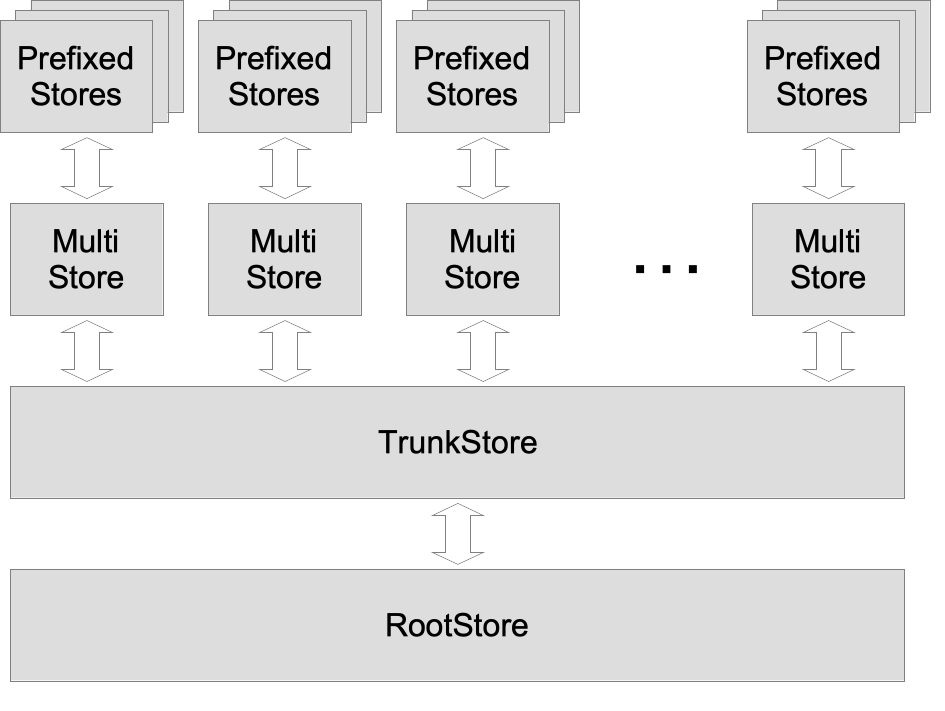 Prefixed
Stores
Prefixed
Stores
Prefixed
Stores
Prefixed
Stores
Multi
Store
Multi
Store
Multi
Store
...
Multi
Store
TrunkStore
RootStore